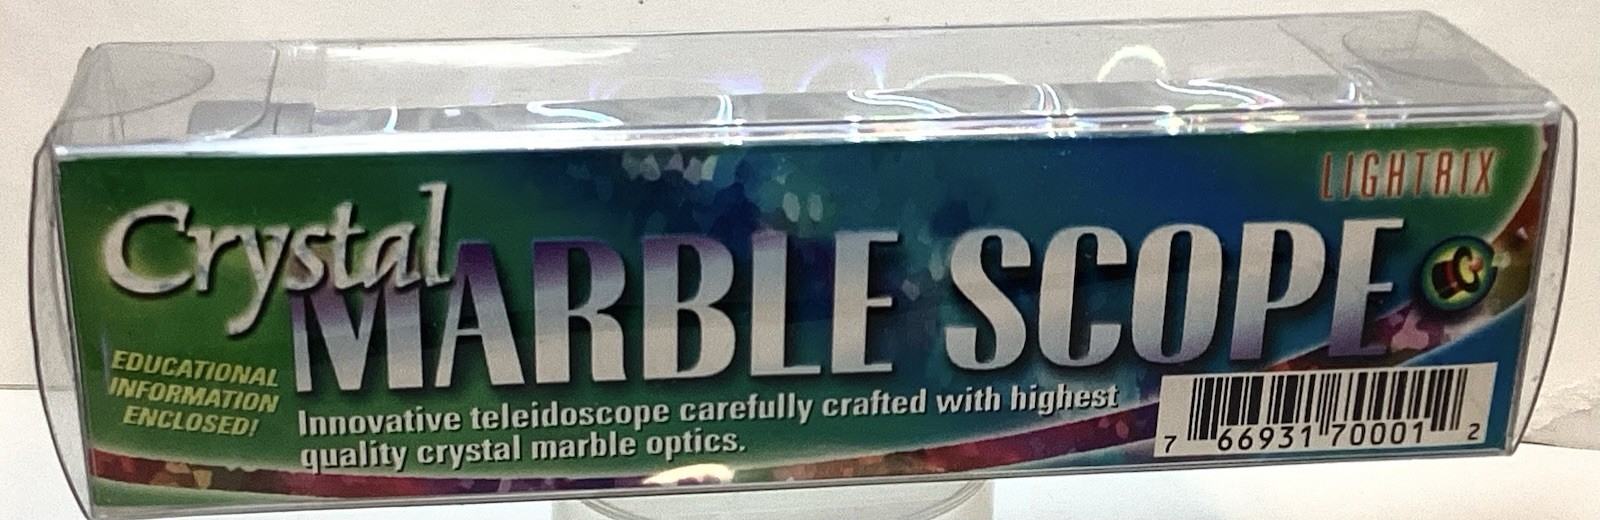 LIGHTRIX
Crystal
MARBLE SCOPE
EDUCATIONAL
INFORMATION
ENCLOSED!
Innovative teleidoscope carefully crafted with highest
quality crystal marble optics.
7 66931 70001 2